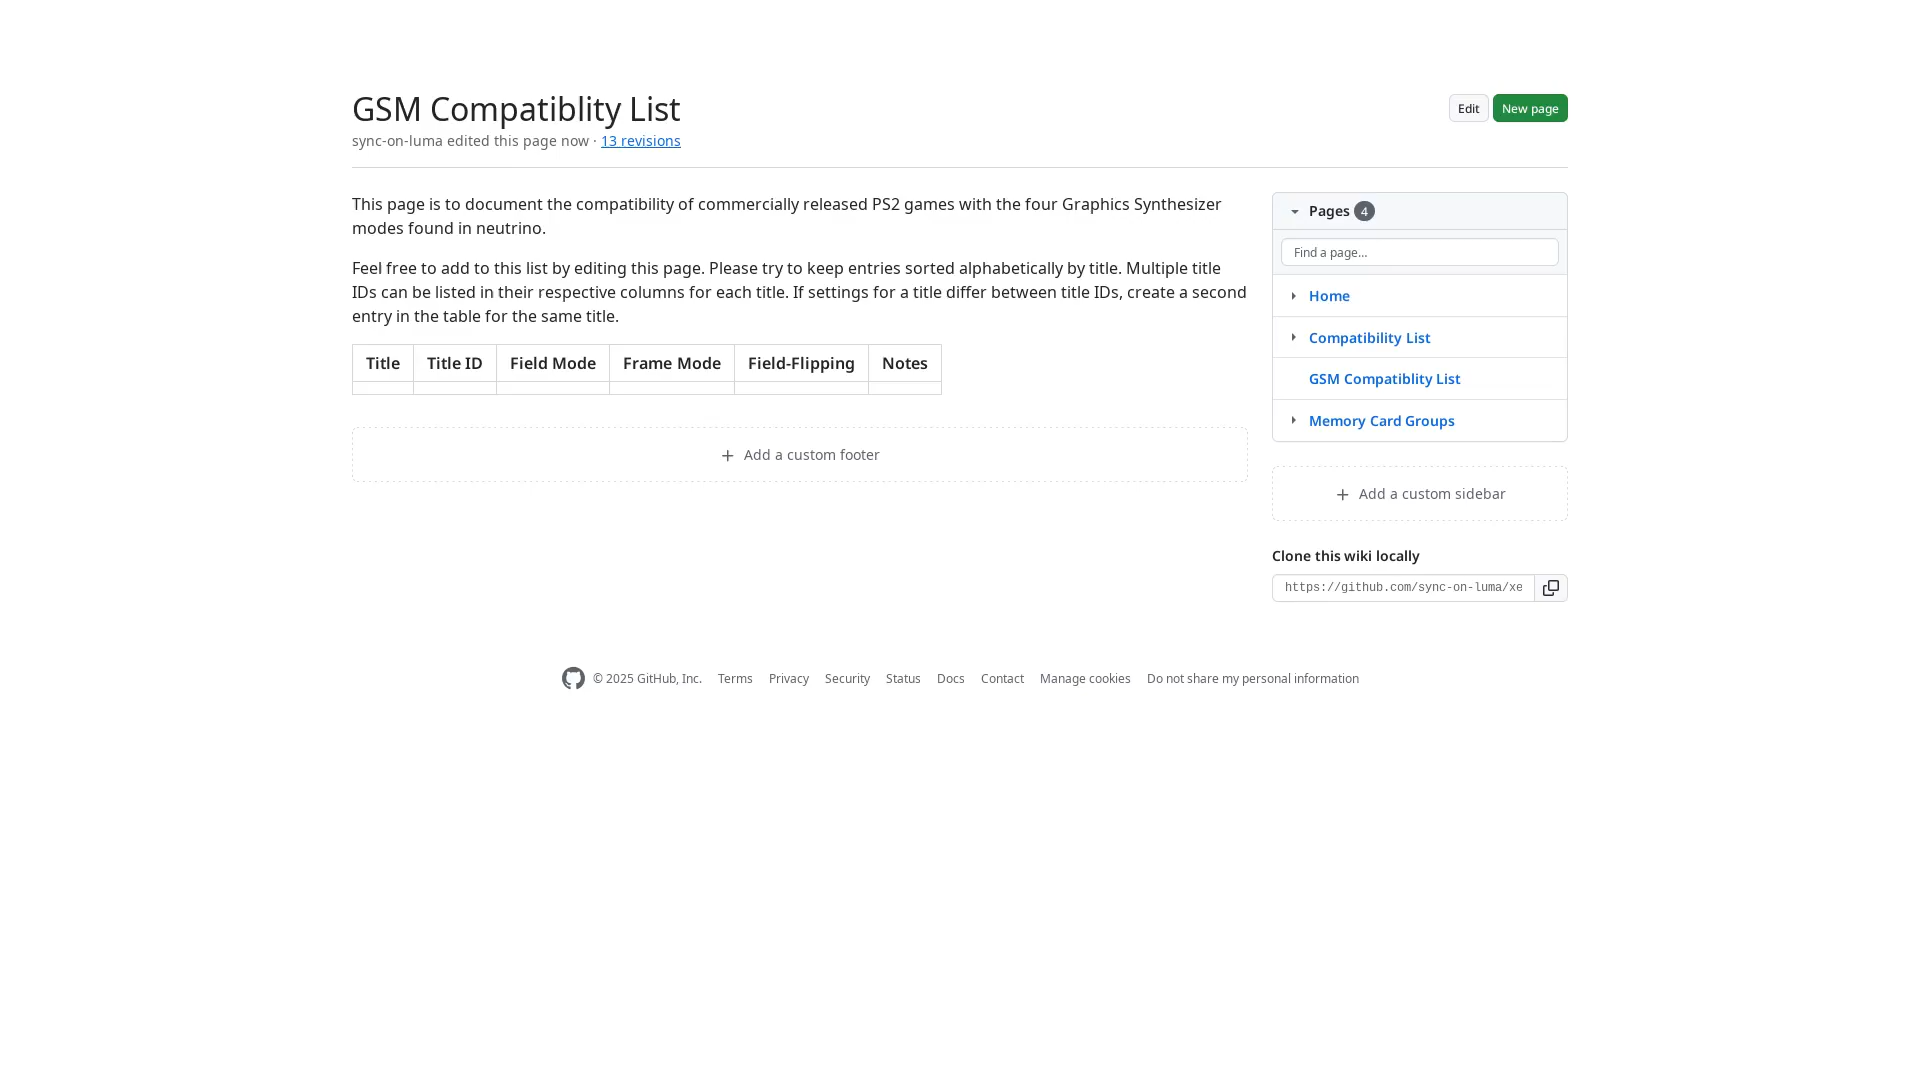 GSM Compatiblity List
Edit
New page
sync-on-luma edited this page now · 13 revisions
This page is to document the compatibility of commercially released PS2 games with the four Graphics Synthesizer
modes found in neutrino.
Feel free to add to this list by editing this page. Please try to keep entries sorted alphabetically by title. Multiple title
IDs can be listed in their respective columns for each title. If settings for a title differ between title IDs, create a second
entry in the table for the same title.
Title Title ID Field Mode Frame Mode Field-Flipping Notes
+ Add a custom footer
Pages 4
Find a page...
Home
Compatibility List
GSM Compatiblity List
Memory Card Groups
+ Add a custom sidebar
Clone this wiki locally
https://github.com/sync-on-luma/xe
© 2025 GitHub, Inc. Terms Privacy Security Status Docs Contact Manage cookies Do not share my personal information